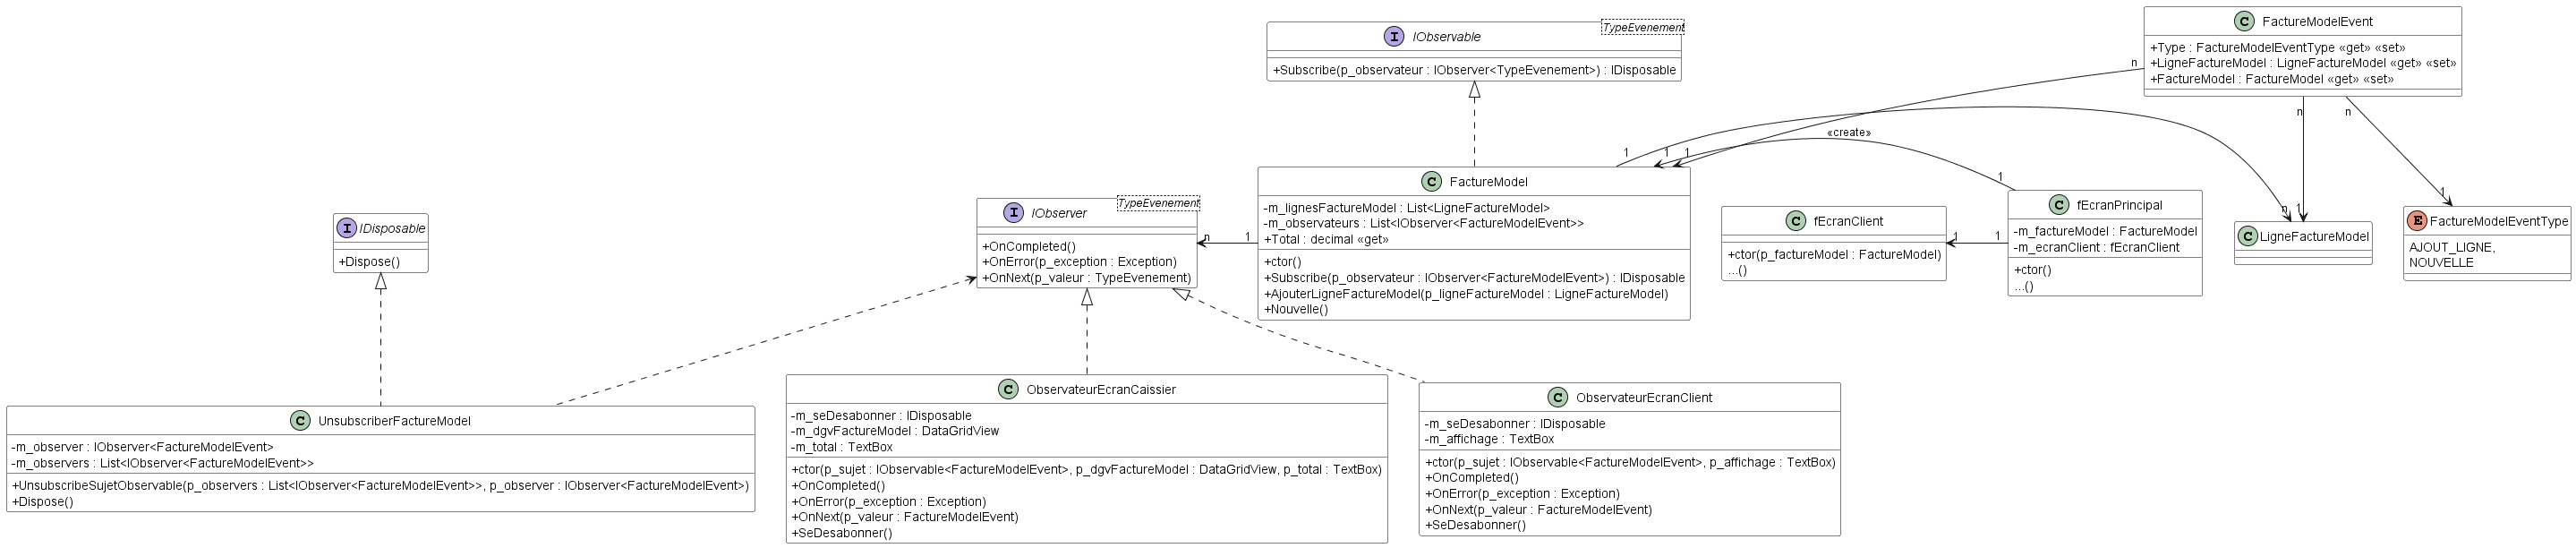 C FactureModelEvent
+Type : FactureModelEventType «get» «set»
+LigneFactureModel : LigneFactureModel «get» «set»
+FactureModel : FactureModel «get» «set»
TypeEvenement
I IObservable
+Subscribe(p_observateur : IObserver<TypeEvenement>) : IDisposable
n
n
n
«create»
1
1
1
1
1
C FactureModel
-m_lignesFactureModel : List<LigneFactureModel>
-m_observateurs : List<IObserver<FactureModelEvent>>
+Total : decimal «get»
+ctor()
+Subscribe(p_observateur : IObserver<FactureModelEvent>) : IDisposable
+AjouterLigneFactureModel(p_ligneFactureModel : LigneFactureModel)
+Nouvelle()
TypeEvenement
I IObserver
+OnCompleted()
+OnError(p_exception : Exception)
+OnNext(p_valeur : TypeEvenement)
n
1
I IDisposable
+Dispose()
C fEcranClient
+ctor(p_factureModel : FactureModel)
...()
1
1
C fEcranPrincipal
-m_factureModel : FactureModel
-m_ecranClient : fEcranClient
+ctor()
...()
n
1
C LigneFactureModel
E FactureModelEventType
AJOUT_LIGNE,
NOUVELLE
C UnsubscriberFactureModel
-m_observer : IObserver<FactureModelEvent>
-m_observers : List<IObserver<FactureModelEvent>>
+UnsubscribeSujetObservable(p_observers : List<IObserver<FactureModelEvent>>, p_observer : IObserver<FactureModelEvent>)
+Dispose()
C ObservateurEcranCaissier
-m_seDesabonner : IDisposable
-m_dgvFactureModel : DataGridView
-m_total : TextBox
+ctor(p_sujet : IObservable<FactureModelEvent>, p_dgvFactureModel : DataGridView, p_total : TextBox)
+OnCompleted()
+OnError(p_exception : Exception)
+OnNext(p_valeur : FactureModelEvent)
+SeDesabonner()
C ObservateurEcranClient
-m_seDesabonner : IDisposable
-m_affichage : TextBox
+ctor(p_sujet : IObservable<FactureModelEvent>, p_affichage : TextBox)
+OnCompleted()
+OnError(p_exception : Exception)
+OnNext(p_valeur : FactureModelEvent)
+SeDesabonner()